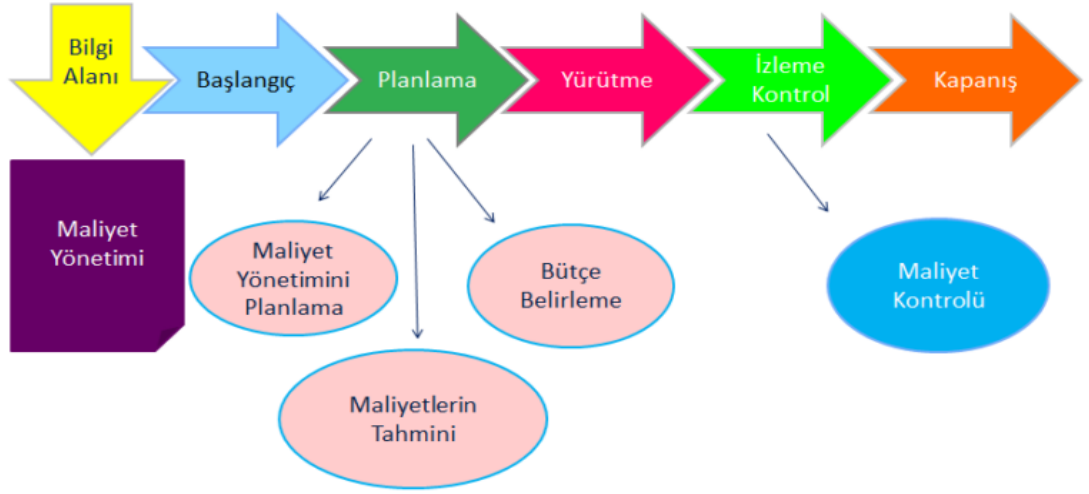 Bilgi
Alanı
Başlangıç
Planlama
Yürütme
İzleme
Kontrol
Kapanış
Maliyet
Yönetimi
Maliyet
Yönetimini
Planlama
Bütçe
Belirleme
Maliyet
Kontrolü
Maliyetlerin
Tahmini